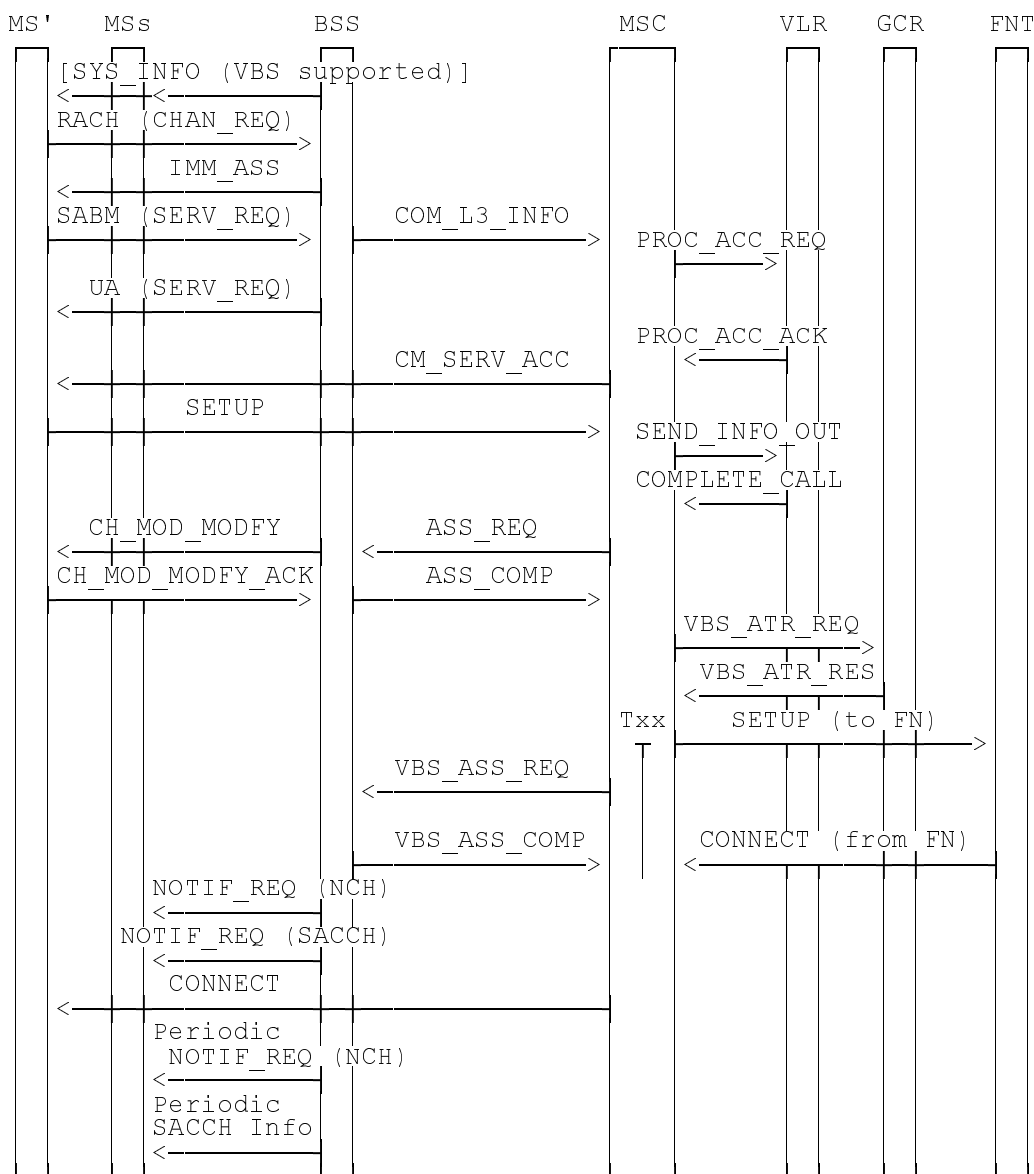 MS' MSs BSS MSC VLR GCR FNT
[SYS_INFO (VBS supported)]
RACH (CHAN_REQ)
IMM_ASS
SABM (SERV_REQ) COM_L3_INFO
PROC_ACC_REQ
UA (SERV_REQ)
PROC_ACC_ACK
CM_SERV_ACC
SETUP
SEND_INFO_OUT
COMPLETE_CALL
CH_MOD_MODFY ASS_REQ
CH_MOD_MODFY_ACK ASS_COMP
VBS_ATR_REQ
VBS_ATR_RES
Txx SETUP (to FN)
VBS_ASS_REQ
VBS_ASS_COMP CONNECT (from FN)
NOTIF_REQ (NCH)
NOTIF_REQ (SACCH)
CONNECT
Periodic
NOTIF_REQ (NCH)
Periodic
SACCH Info